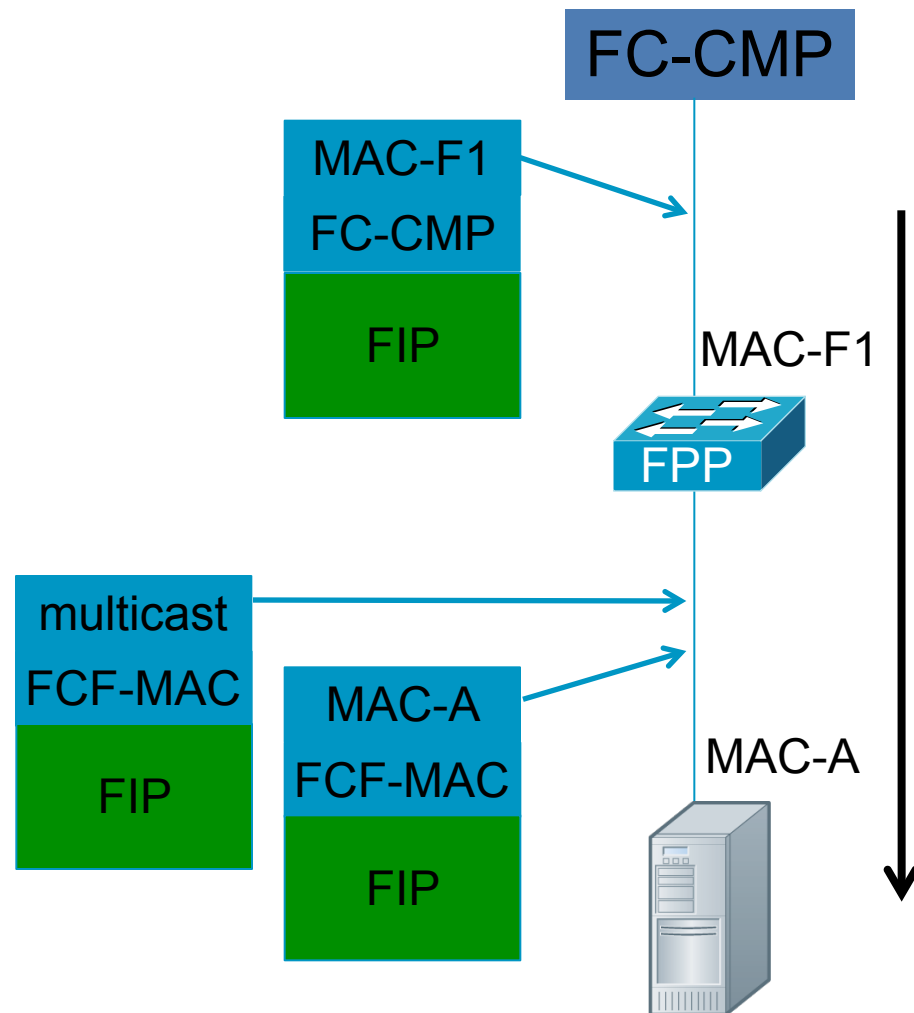 FC-CMP
MAC-F1
FC-CMP
FIP
MAC-F1
FPP
multicast
FCF-MAC
FIP
MAC-A
FCF-MAC
FIP
MAC-A